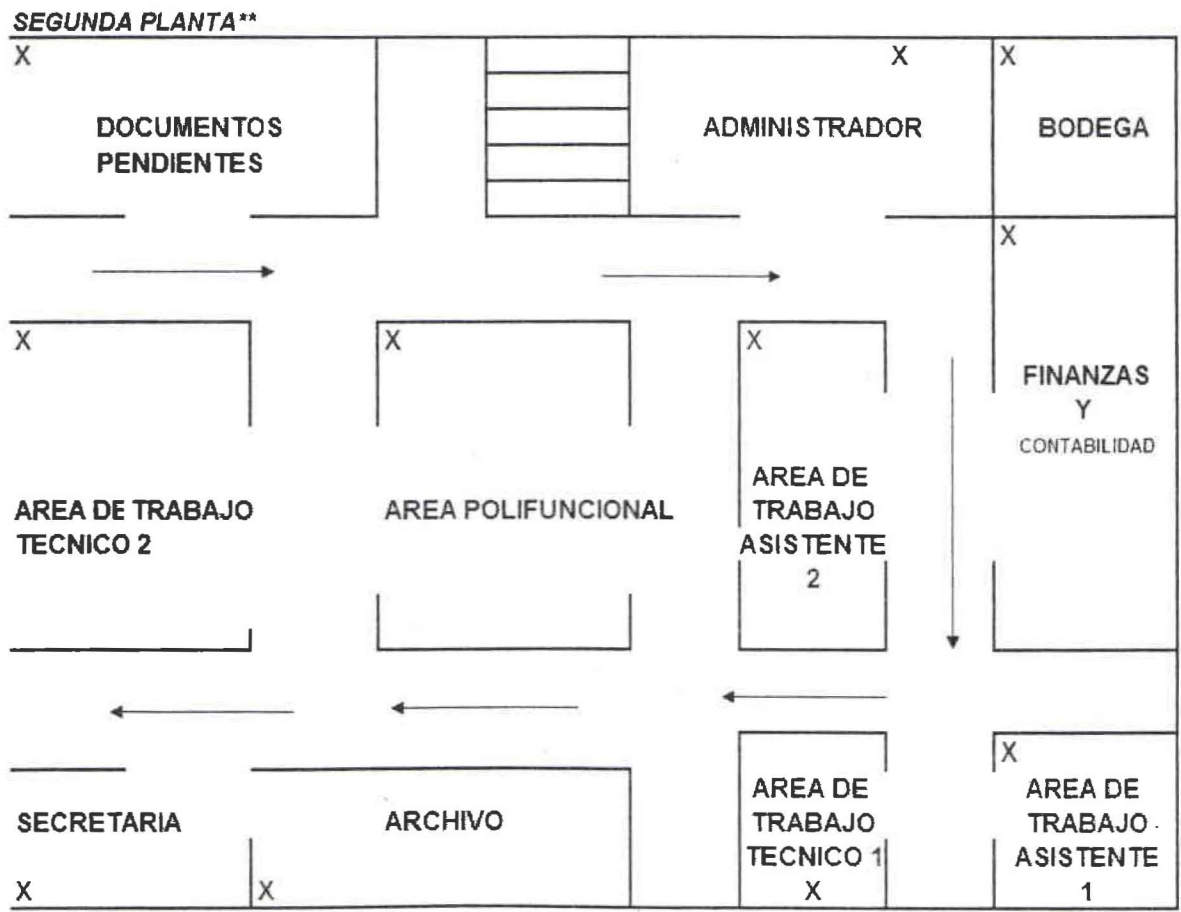 SEGUNDA PLANTA**
X
X
X
DOCUMENTOS
PENDIENTES
ADMINISTRADOR
BODEGA
X
X
X
X
FINANZAS
Y
CONTABILIDAD
AREA DE TRABAJO
TECNICO 2
AREA POLIFUNCIONAL
AREA DE
TRABAJO
ASISTENTE
2
X
SECRETARIA
ARCHIVO
AREA DE
TRABAJO
TECNICO 1
AREA DE
TRABAJO
ASISTENTE
1
X
X
X